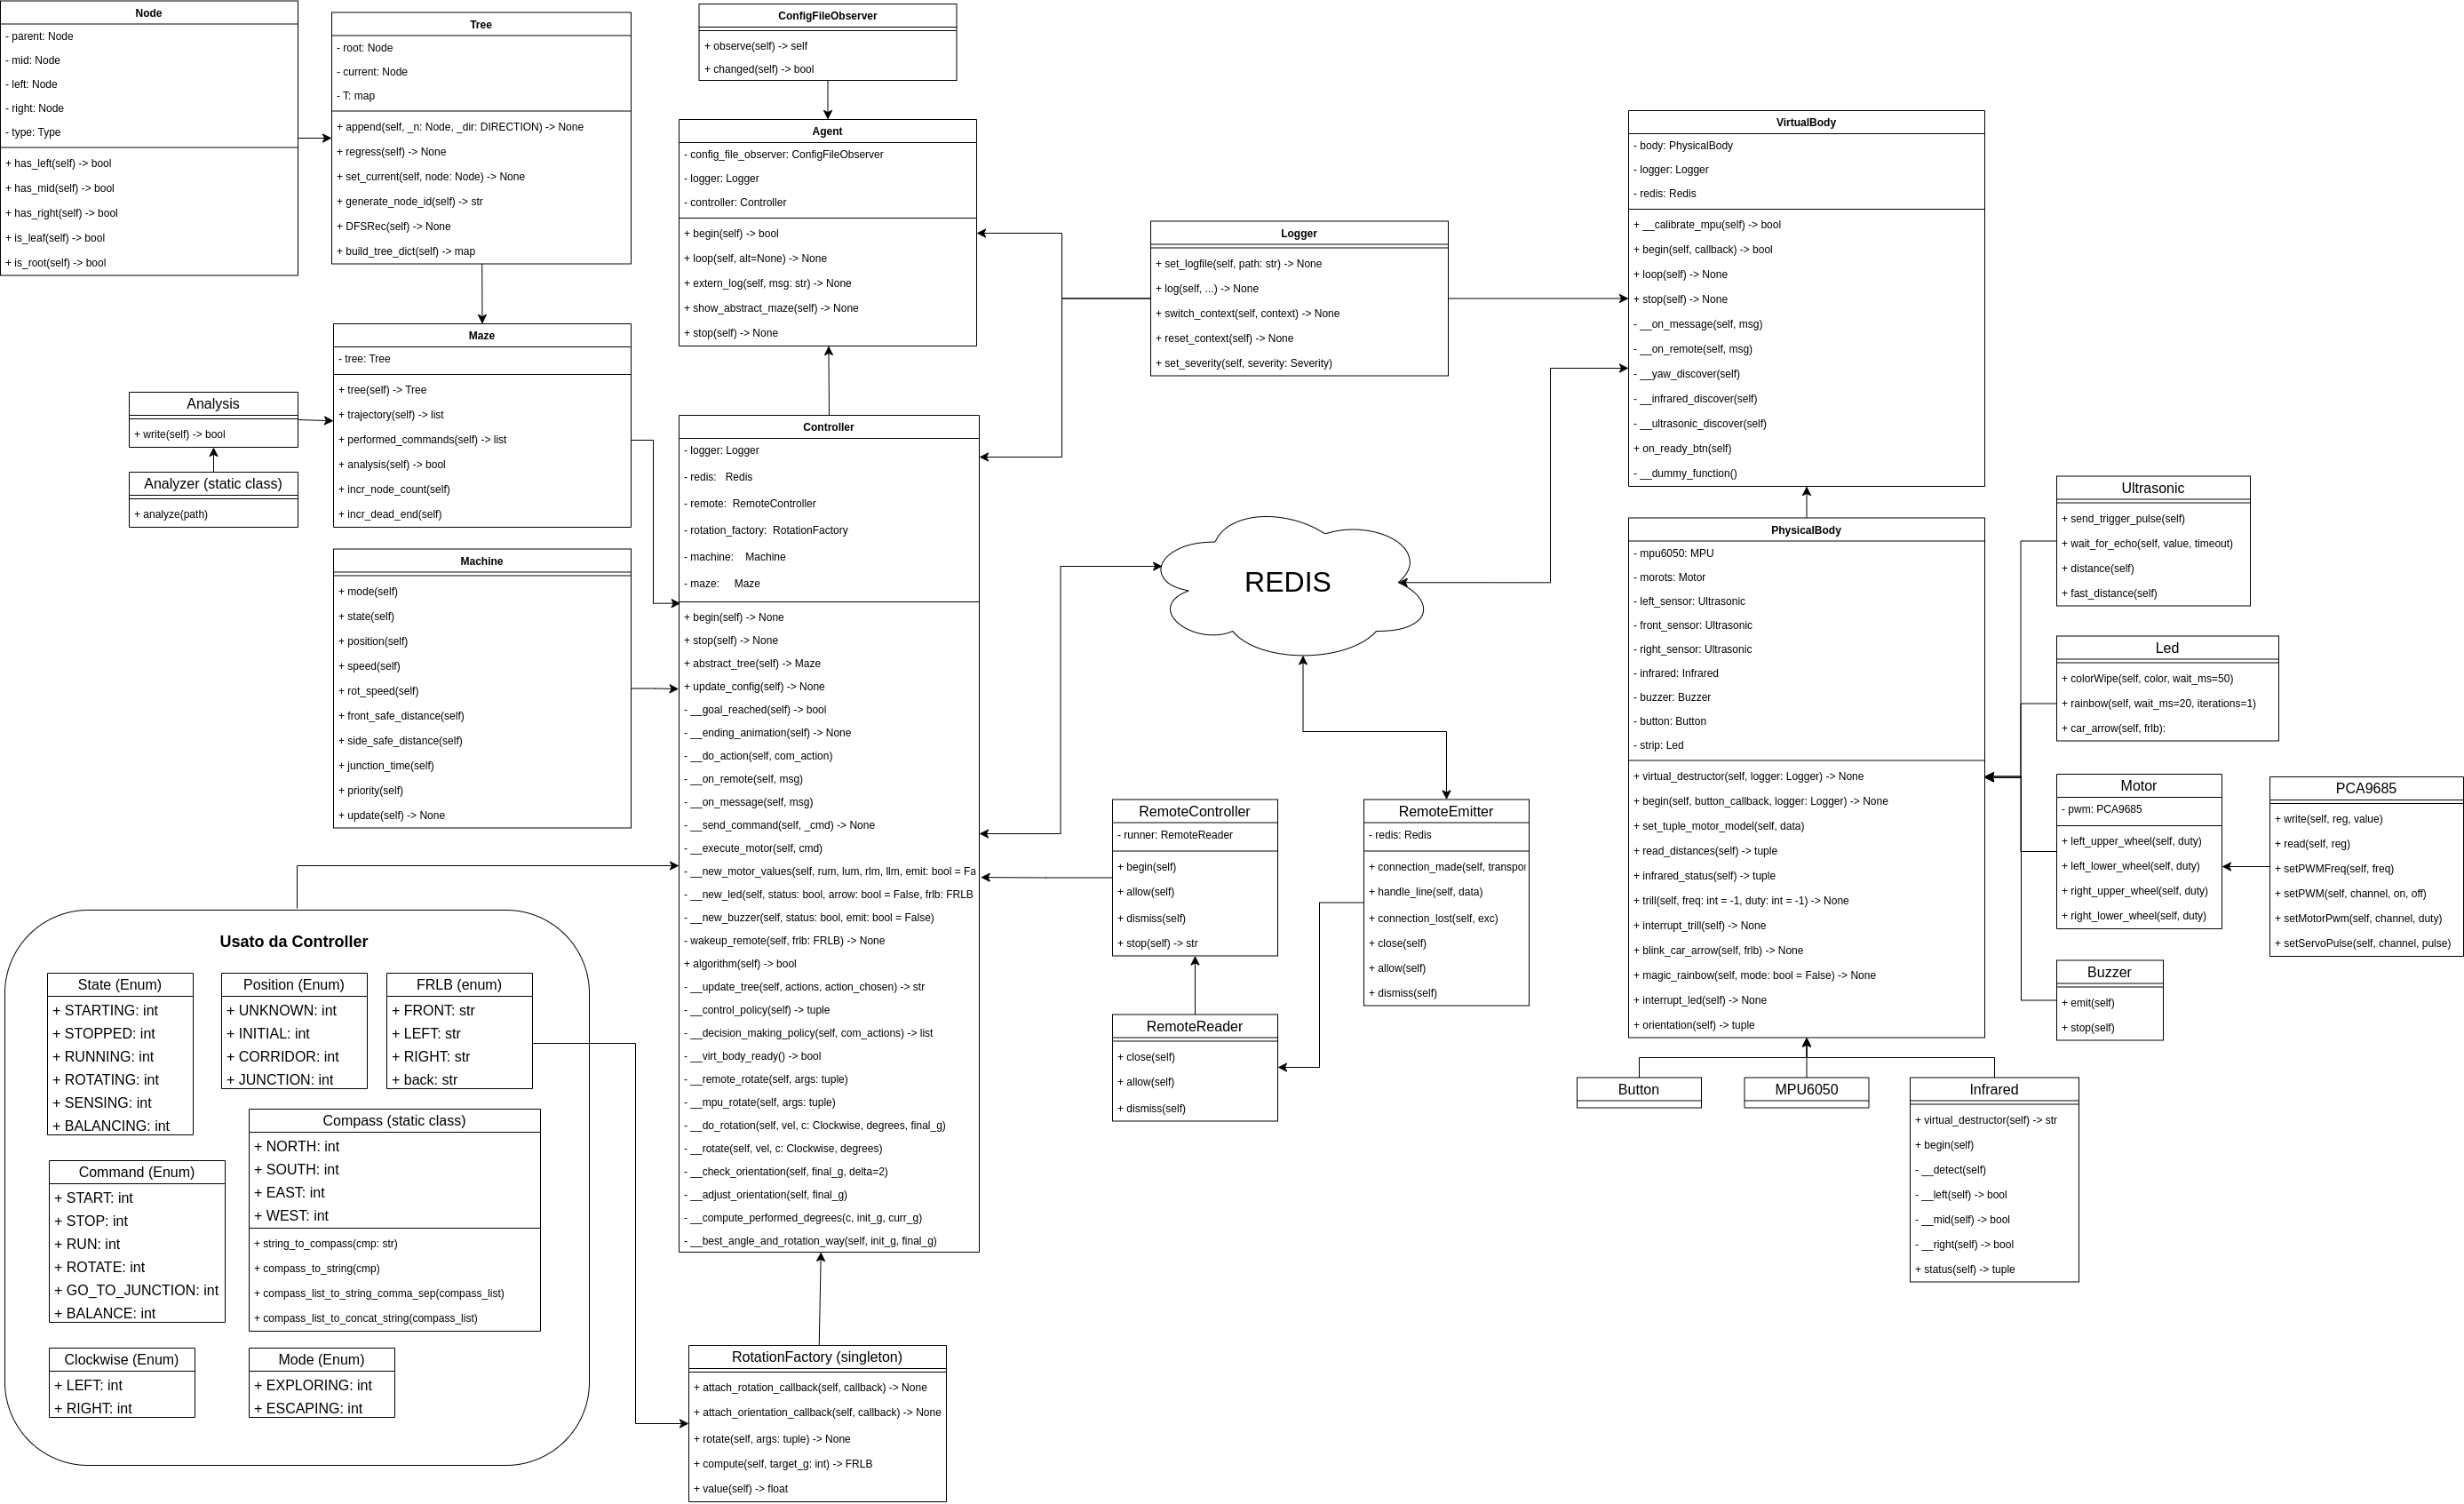 Node
- parent: Node
- mid: Node
- left: Node
- right: Node
- type: Type
+ has_left(self) -> bool
+ has_mid(self) -> bool
+ has_right(self) -> bool
+ is_leaf(self) -> bool
+ is_root(self) -> bool
Tree
- root: Node
- current: Node
- T: map
+ append(self, _n: Node, _dir: DIRECTION) -> None
+ regress(self) -> None
+ set_current(self, node: Node) -> None
+ generate_node_id(self) -> str
+ DFSRec(self) -> None
+ build_tree_dict(self) -> map
ConfigFileObserver
+ observe(self) -> self
+ changed(self) -> bool
Agent
- config_file_observer: ConfigFileObserver
- logger: Logger
- controller: Controller
+ begin(self) -> bool
+ loop(self, alt=None) -> None
+ extern_log(self, msg: str) -> None
+ show_abstract_maze(self) -> None
+ stop(self) -> None
Logger
+ set_logfile(self, path: str) -> None
+ log(self, ...) -> None
+ switch_context(self, context) -> None
+ reset_context(self) -> None
+ set_severity(self, severity: Severity)
VirtualBody
- body: PhysicalBody
- logger: Logger
- redis: Redis
+ __calibrate_mpu(self) -> bool
+ begin(self, callback) -> bool
+ loop(self) -> None
+ stop(self) -> None
- __on_message(self, msg)
- __on_remote(self, msg)
- __yaw_discover(self)
- __infrared_discover(self)
- __ultrasonic_discover(self)
+ on_ready_btn(self)
- __dummy_function()
Maze
- tree: Tree
+ tree(self) -> Tree
+ trajectory(self) -> list
+ performed_commands(self) -> list
+ analysis(self) -> bool
+ incr_node_count(self)
+ incr_dead_end(self)
Analysis
+ write(self) -> bool
Analyzer (static class)
+ analyze(path)
Machine
+ mode(self)
+ state(self)
+ position(self)
+ speed(self)
+ rot_speed(self)
+ front_safe_distance(self)
+ side_safe_distance(self)
+ junction_time(self)
+ priority(self)
+ update(self) -> None
Controller
- logger: Logger
- redis: Redis
- remote: RemoteController
- rotation_factory: RotationFactory
- machine: Machine
- maze: Maze
+ begin(self) -> None
+ stop(self) -> None
+ abstract_tree(self) -> Maze
+ update_config(self) -> None
- __goal_reached(self) -> bool
- __ending_animation(self) -> None
- __do_action(self, com_action)
- __on_remote(self, msg)
- __on_message(self, msg)
- __send_command(self, _cmd) -> None
- __execute_motor(self, cmd)
- __new_motor_values(self, rum, lum, rlm, llm, emit: bool = Fa
- __new_led(self, status: bool, arrow: bool = False, frlb: FRLB
- __new_buzzer(self, status: bool, emit: bool = False)
- wakeup_remote(self, frlb: FRLB) -> None
+ algorithm(self) -> bool
- __update_tree(self, actions, action_chosen) -> str
- __control_policy(self) -> tuple
- __decision_making_policy(self, com_actions) -> list
- __virt_body_ready() -> bool
- __remote_rotate(self, args: tuple)
- __mpu_rotate(self, args: tuple)
- __do_rotation(self, vel, c: Clockwise, degrees, final_g)
- __rotate(self, vel, c: Clockwise, degrees)
- __check_orientation(self, final_g, delta=2)
- __adjust_orientation(self, final_g)
- __compute_performed_degrees(c, init_g, curr_g)
- __best_angle_and_rotation_way(self, init_g, final_g)
REDIS
RemoteController
- runner: RemoteReader
+ begin(self)
+ allow(self)
+ dismiss(self)
+ stop(self) -> str
RemoteEmitter
- redis: Redis
+ connection_made(self, transpor
+ handle_line(self, data)
+ connection_lost(self, exc)
+ close(self)
+ allow(self)
+ dismiss(self)
RemoteReader
+ close(self)
+ allow(self)
+ dismiss(self)
PhysicalBody
- mpu6050: MPU
- morots: Motor
- left_sensor: Ultrasonic
- front_sensor: Ultrasonic
- right_sensor: Ultrasonic
- infrared: Infrared
- buzzer: Buzzer
- button: Button
- strip: Led
+ virtual_destructor(self, logger: Logger) -> None
+ begin(self, button_callback, logger: Logger) -> None
+ set_tuple_motor_model(self, data)
+ read_distances(self) -> tuple
+ infrared_status(self) -> tuple
+ trill(self, freq: int = -1, duty: int = -1) -> None
+ interrupt_trill(self) -> None
+ blink_car_arrow(self, frlb) -> None
+ magic_rainbow(self, mode: bool = False) -> None
+ interrupt_led(self) -> None
+ orientation(self) -> tuple
Ultrasonic
+ send_trigger_pulse(self)
+ wait_for_echo(self, value, timeout)
+ distance(self)
+ fast_distance(self)
Led
+ colorWipe(self, color, wait_ms=50)
+ rainbow(self, wait_ms=20, iterations=1)
+ car_arrow(self, frlb):
Motor
- pwm: PCA9685
+ left_upper_wheel(self, duty)
+ left_lower_wheel(self, duty)
+ right_upper_wheel(self, duty)
+ right_lower_wheel(self, duty)
PCA9685
+ write(self, reg, value)
+ read(self, reg)
+ setPWMFreq(self, freq)
+ setPWM(self, channel, on, off)
+ setMotorPwm(self, channel, duty)
+ setServoPulse(self, channel, pulse)
Buzzer
+ emit(self)
+ stop(self)
Button
MPU6050
Infrared
+ virtual_destructor(self) -> str
+ begin(self)
- __detect(self)
- __left(self) -> bool
- __mid(self) -> bool
- __right(self) -> bool
+ status(self) -> tuple
Usato da Controller
State (Enum)
+ STARTING: int
+ STOPPED: int
+ RUNNING: int
+ ROTATING: int
+ SENSING: int
+ BALANCING: int
Position (Enum)
+ UNKNOWN: int
+ INITIAL: int
+ CORRIDOR: int
+ JUNCTION: int
FRLB (enum)
+ FRONT: str
+ LEFT: str
+ RIGHT: str
+ back: str
Compass (static class)
+ NORTH: int
+ SOUTH: int
+ EAST: int
+ WEST: int
+ string_to_compass(cmp: str)
+ compass_to_string(cmp)
+ compass_list_to_string_comma_sep(compass_list)
+ compass_list_to_concat_string(compass_list)
Command (Enum)
+ START: int
+ STOP: int
+ RUN: int
+ ROTATE: int
+ GO_TO_JUNCTION: int
+ BALANCE: int
Clockwise (Enum)
+ LEFT: int
+ RIGHT: int
Mode (Enum)
+ EXPLORING: int
+ ESCAPING: int
RotationFactory (singleton)
+ attach_rotation_callback(self, callback) -> None
+ attach_orientation_callback(self, callback) -> None
+ rotate(self, args: tuple) -> None
+ compute(self, target_g: int) -> FRLB
+ value(self) -> float